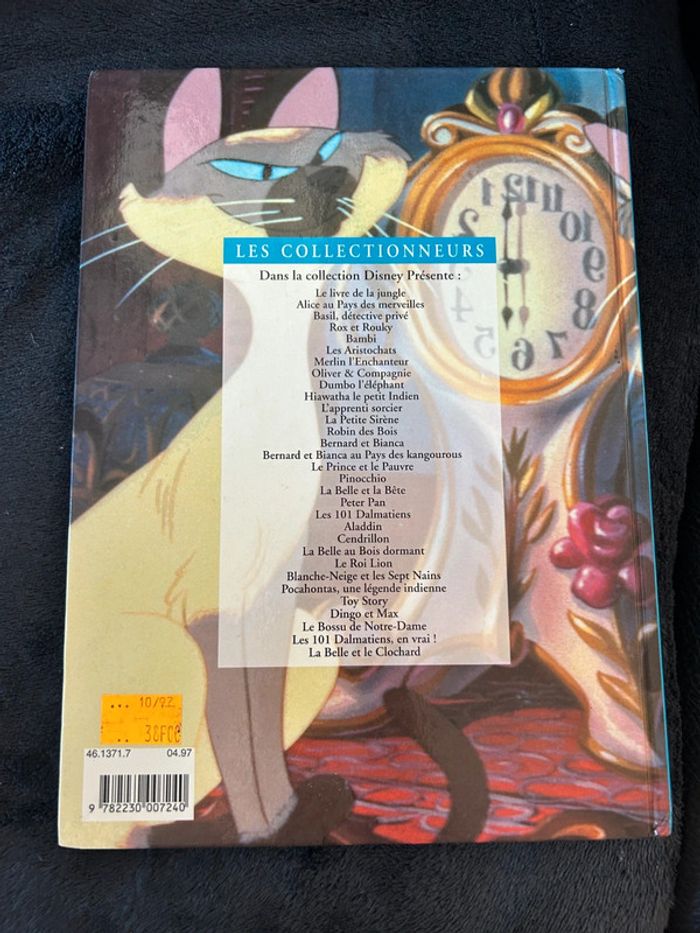 LES COLLECTIONNEURS
Dans la collection Disney Présente :
Le livre de la jungle
Alice au Pays des merveilles
Basil, détective privé
Rox et Rouky
Bambi
Les Aristochats
Merlin l'Enchanteur
Oliver & Compagnie
Dumbo l'éléphant
Hiawatha le petit Indien
L'apprenti sorcier
La Petite Sirène
Robin des Bois
Bernard et Bianca
Bernard et Bianca au Pays des kangourous
Le Prince et le Pauvre
Pinocchio
La Belle et la Bête
Peter Pan
Les 101 Dalmatiens
Aladdin
Cendrillon
La Belle au Bois dormant
Le Roi Lion
Blanche-Neige et les Sept Nains
Pocahontas, une légende indienne
Toy Story
Dingo et Max
Le Bossu de Notre-Dame
Les 101 Dalmatiens, en vrai !
La Belle et le Clochard
46.1371.7 04.97
9 782230 007240